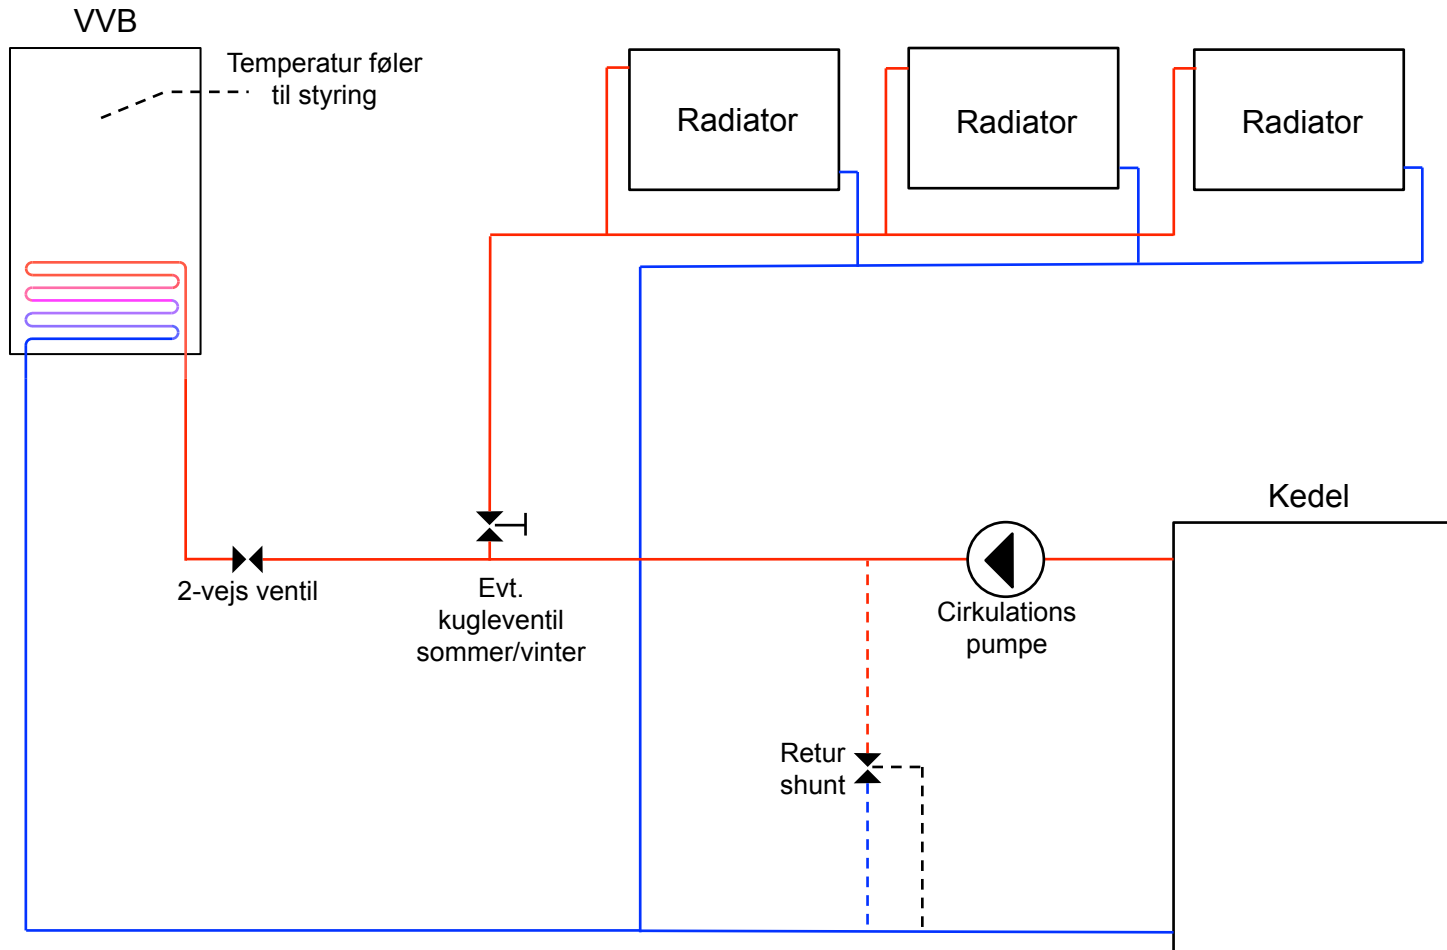 VVB
Temperatur føler
til styring
Radiator
Radiator
Radiator
Kedel
2-vejs ventil
Evt.
kugleventil
sommer/vinter
Cirkulations
pumpe
Retur
shunt